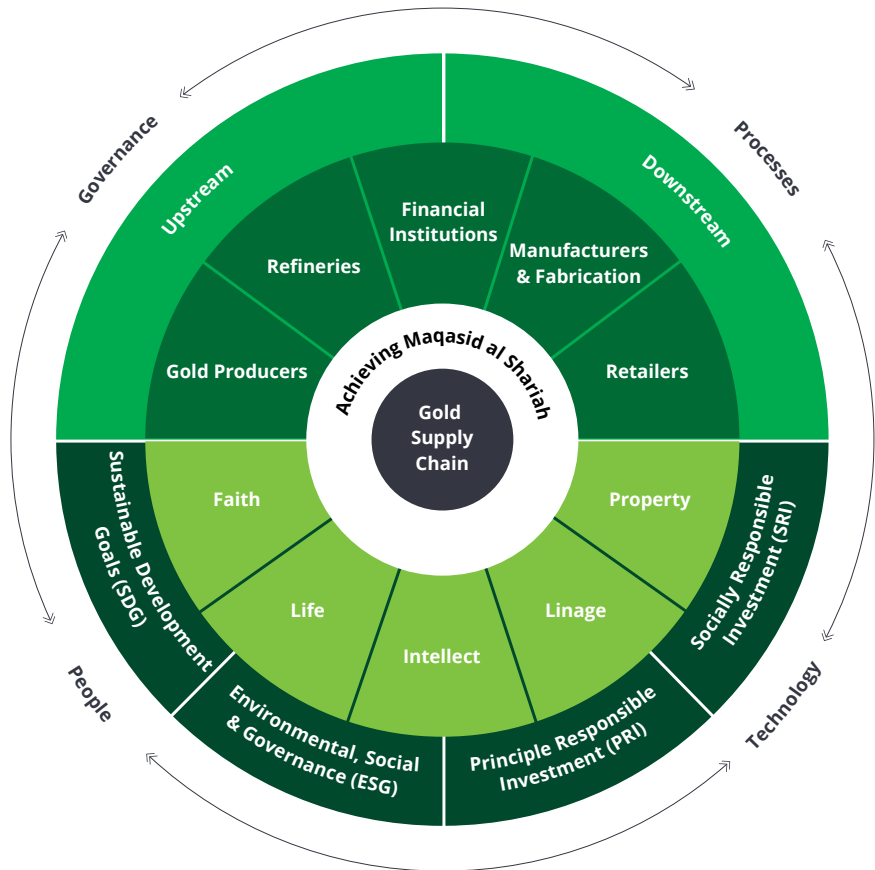 Governance
Processes
Upstream
Downstream
Financial
Institutions
Refineries
Manufacturers
& Fabrication
Gold Producers
Retailers
Achieving Maqasid al Shariah
Gold
Supply
Chain
Faith
Property
Life
Linage
Intellect
Sustainable Development
Goals (SDG)
Environmental, Social
& Governance (ESG)
Principle Responsible
Investment (PRI)
Socially Responsible
Investment (SRI)
People
Technology